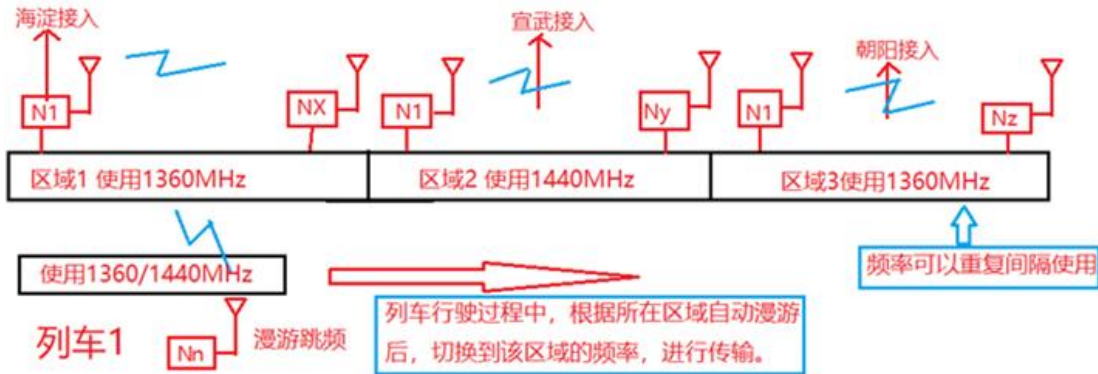 海淀接入
宣武接入
朝阳接入
N1
NX
N1
Ny
N1
Nz
区域1 使用1360MHz
区域2 使用1440MHz
区域3使用1360MHz
使用1360/1440MHz
频率可以重复间隔使用
列车1
Nn
漫游跳频
列车行驶过程中，根据所在区域自动漫游
后，切换到该区域的频率，进行传输。